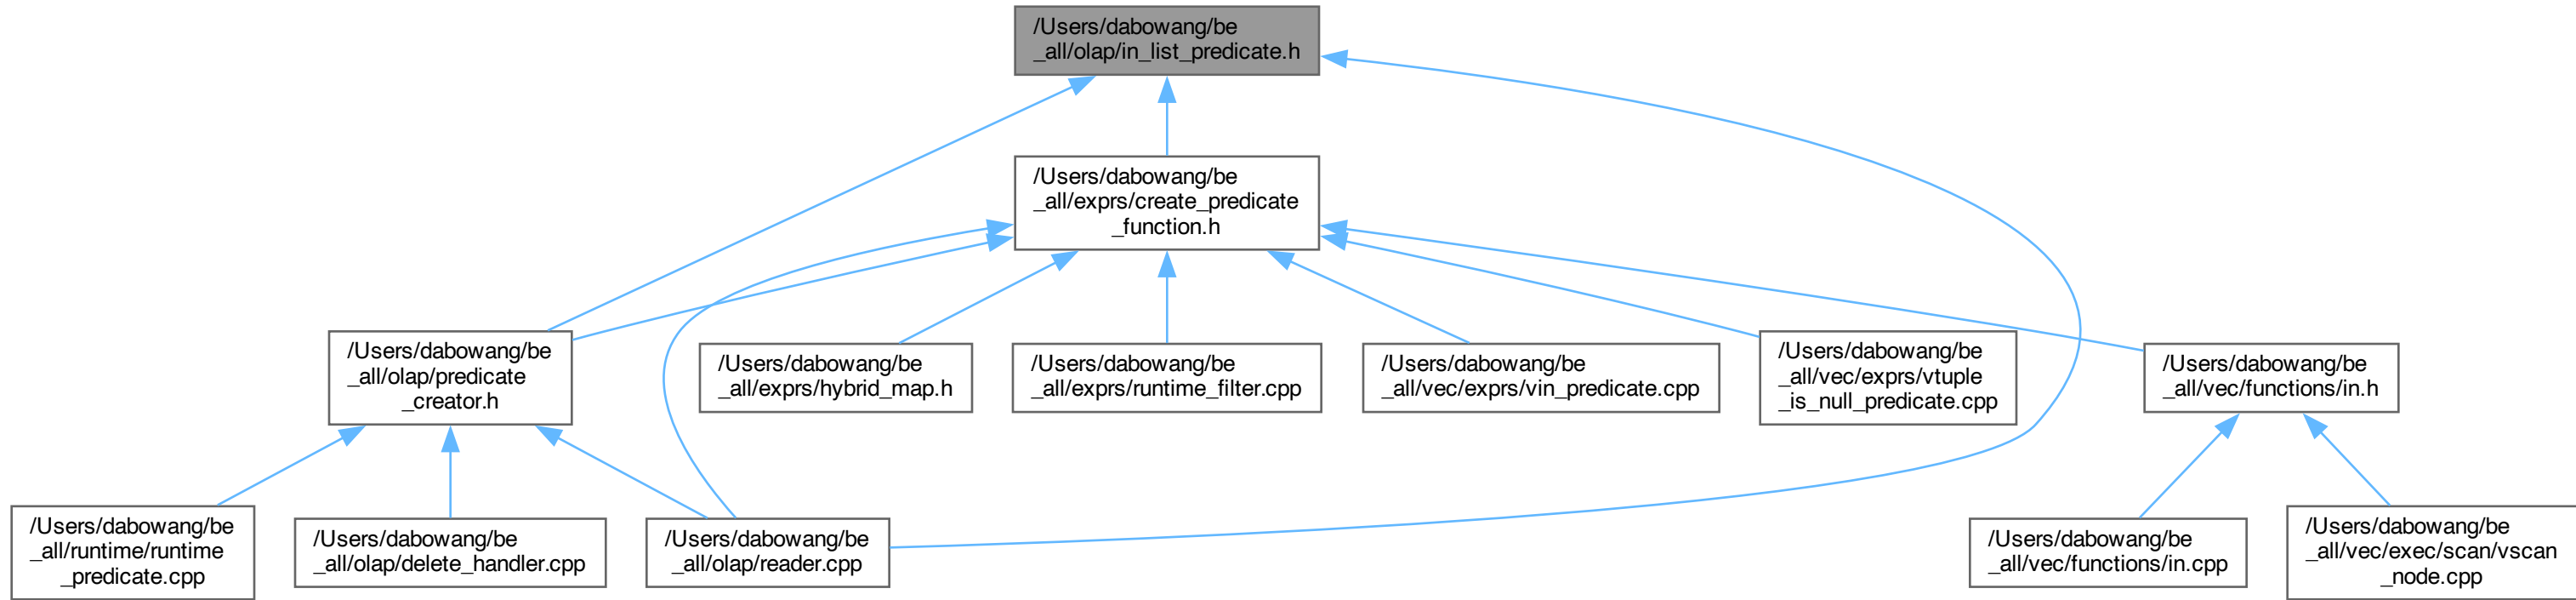 /Users/dabowang/be
_all/olap/in_list_predicate.h
/Users/dabowang/be
_all/exprs/create_predicate
_function.h
/Users/dabowang/be
_all/olap/predicate
_creator.h
/Users/dabowang/be
_all/exprs/hybrid_map.h
/Users/dabowang/be
_all/exprs/runtime_filter.cpp
/Users/dabowang/be
_all/vec/exprs/vin_predicate.cpp
/Users/dabowang/be
_all/vec/exprs/vtuple
_is_null_predicate.cpp
/Users/dabowang/be
_all/vec/functions/in.h
/Users/dabowang/be
_all/runtime/runtime
_predicate.cpp
/Users/dabowang/be
_all/olap/delete_handler.cpp
/Users/dabowang/be
_all/olap/reader.cpp
/Users/dabowang/be
_all/vec/functions/in.cpp
/Users/dabowang/be
_all/vec/exec/scan/vscan
_node.cpp